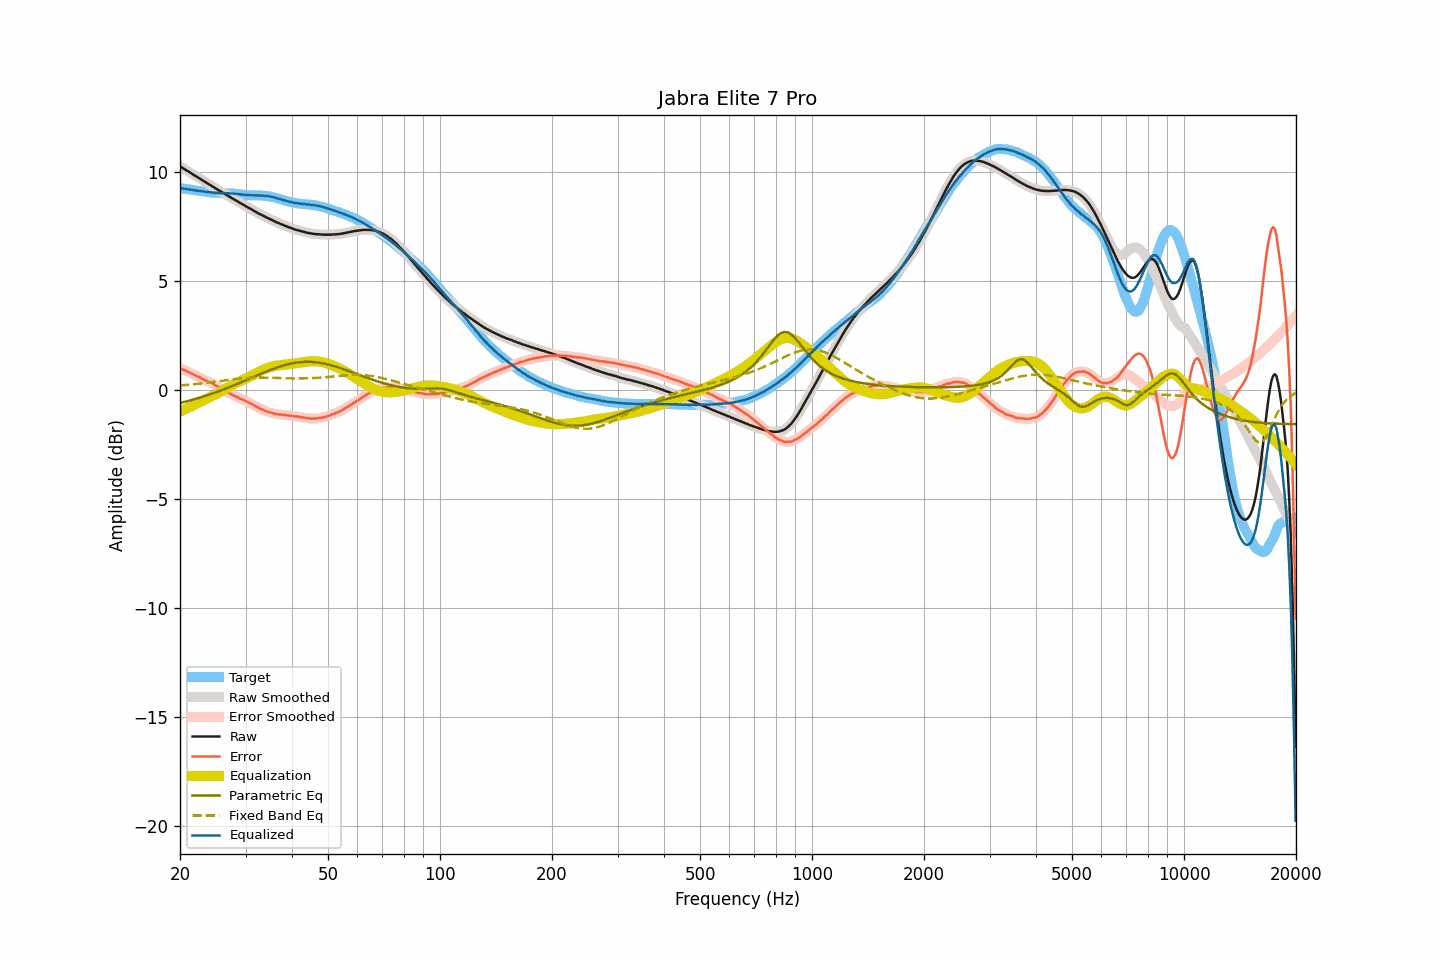 Jabra Elite 7 Pro
Amplitude (dBr)
10
5
0
−5
−10
−15
−20
Target
Raw Smoothed
Error Smoothed
Raw
Error
Equalization
Parametric Eq
Fixed Band Eq
Equalized
20 50 100 200 500 1000 2000 5000 10000 20000
Frequency (Hz)